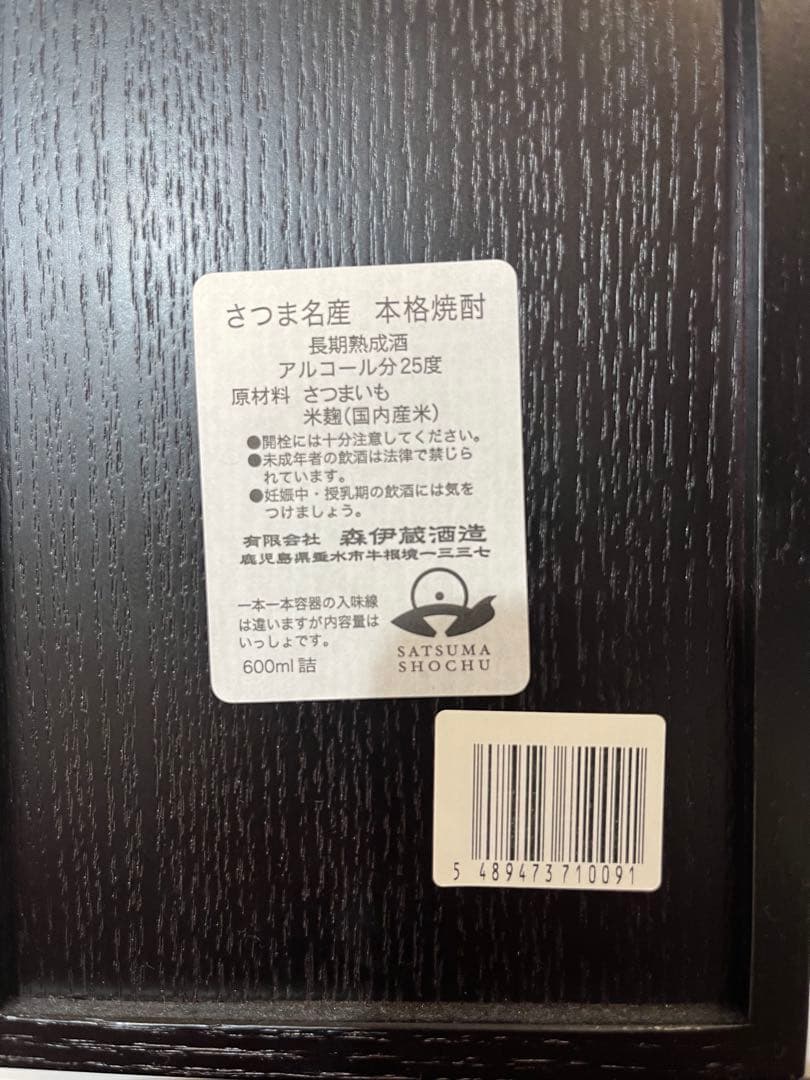 さつま名産 本格焼酎
長期熟成酒
アルコール分25度
原材料 さつまいも
米麹(国内産米)
●開栓には十分注意してください。
●未成年者の飲酒は法律で禁じら
れています。
●妊娠中・授乳期の飲酒には気を
つけましょう。
有限会社 森伊蔵酒造
鹿児島県垂水市牛根境一三三七
一本一本容器の入味線
は違いますが内容量は
いっしょです。
600ml 詰
SATSUMA
SHOCHU
5 489473710091